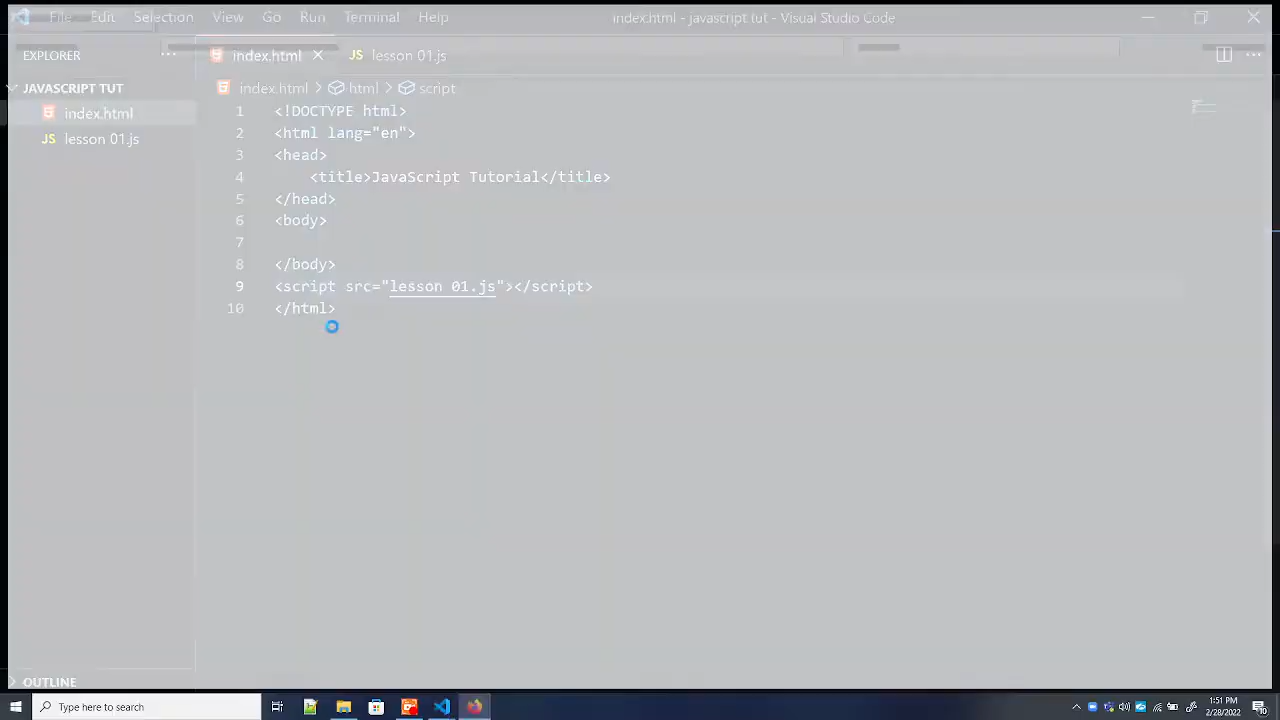 File Edit Selection View Go Run Terminal Help
index.html - javascript tut - Visual Studio Code
EXPLORER
index.html
JS lesson 01.js
JAVASCRIPT TUT
index.html
JS lesson 01.js
index.html > html > script
1 <!DOCTYPE html>
2 <html lang="en">
3 <head>
4 <title>JavaScript Tutorial</title>
5 </head>
6 <body>
7
8 </body>
9 <script src="lesson 01.js"></script>
10 </html>
OUTLINE
Type here to search
1:51 PM
2/28/2022